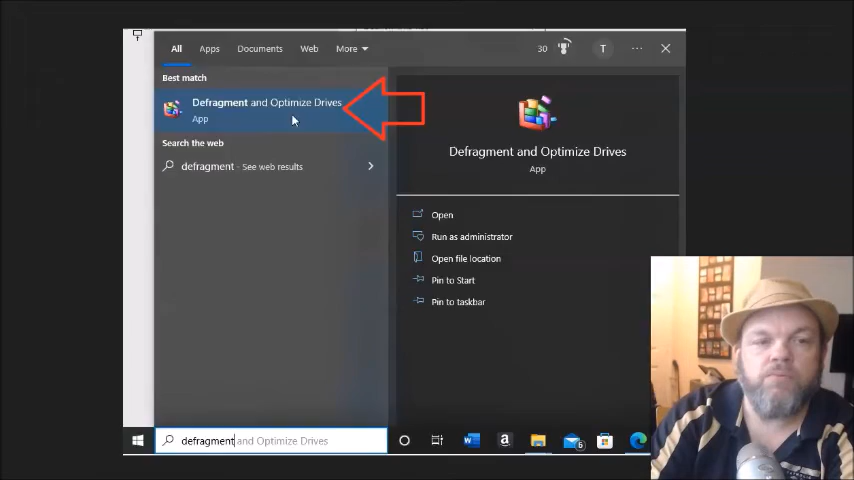 All Apps Documents Web More 30 T ...
Best match
Defragment and Optimize Drives
App
Search the web
defragment - See web results
Defragment and Optimize Drives
App
Open
Run as administrator
Open file location
Pin to Start
Pin to taskbar
defragment and Optimize Drives
W a 6